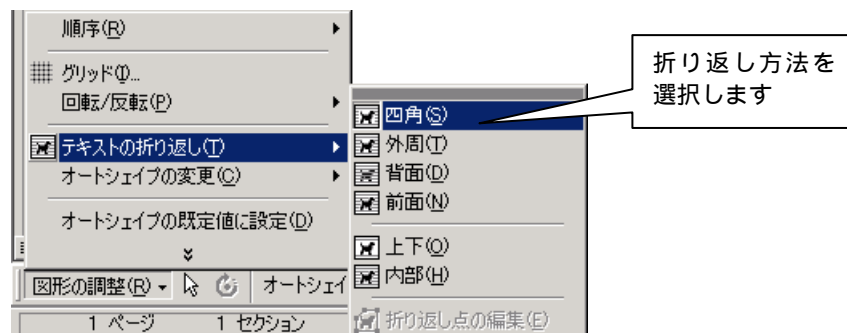 順序(R)
グリッド(I)...
回転/反転(P)
テキストの折り返し(T)
オートシェイプの変更(C)
オートシェイプの既定値に設定(D)
図形の調整(R)
オートシェイ
1 ページ 1 セクション
四角(S)
外周(T)
背面(D)
前面(N)
上下(O)
内部(H)
折り返し点の編集(E)
折り返し方法を
選択します